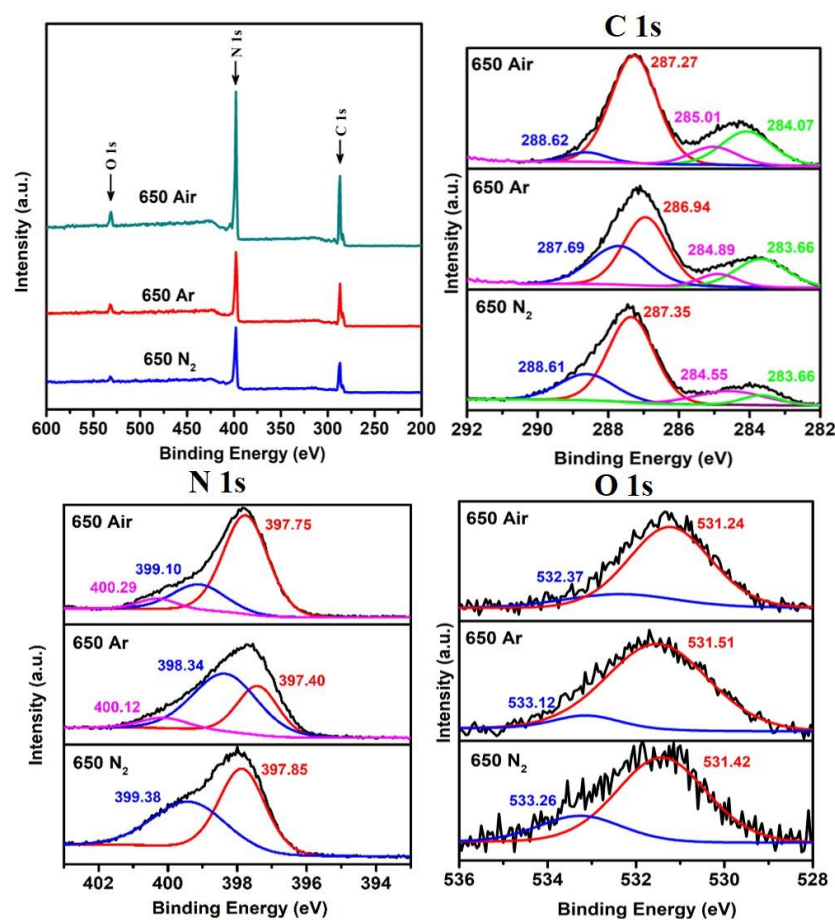 O 1s
N 1s
C 1s
650 Air
650 Ar
650 N₂
Intensity (a.u.)
600 550 500 450 400 350 300 250 200
Binding Energy (eV)
C 1s
650 Air
287.27
288.62
285.01
284.07
650 Ar
286.94
287.69
284.89
283.66
650 N₂
287.35
288.61
284.55
283.66
Intensity (a.u.)
292 290 288 286 284 282
Binding Energy (eV)
N 1s
650 Air
397.75
399.10
400.29
650 Ar
398.34
397.40
400.12
650 N₂
397.85
399.38
Intensity (a.u.)
402 400 398 396 394
Binding Energy (eV)
O 1s
650 Air
531.24
532.37
650 Ar
531.51
533.12
650 N₂
531.42
533.26
Intensity (a.u.)
536 534 532 530 528
Binding Energy (eV)